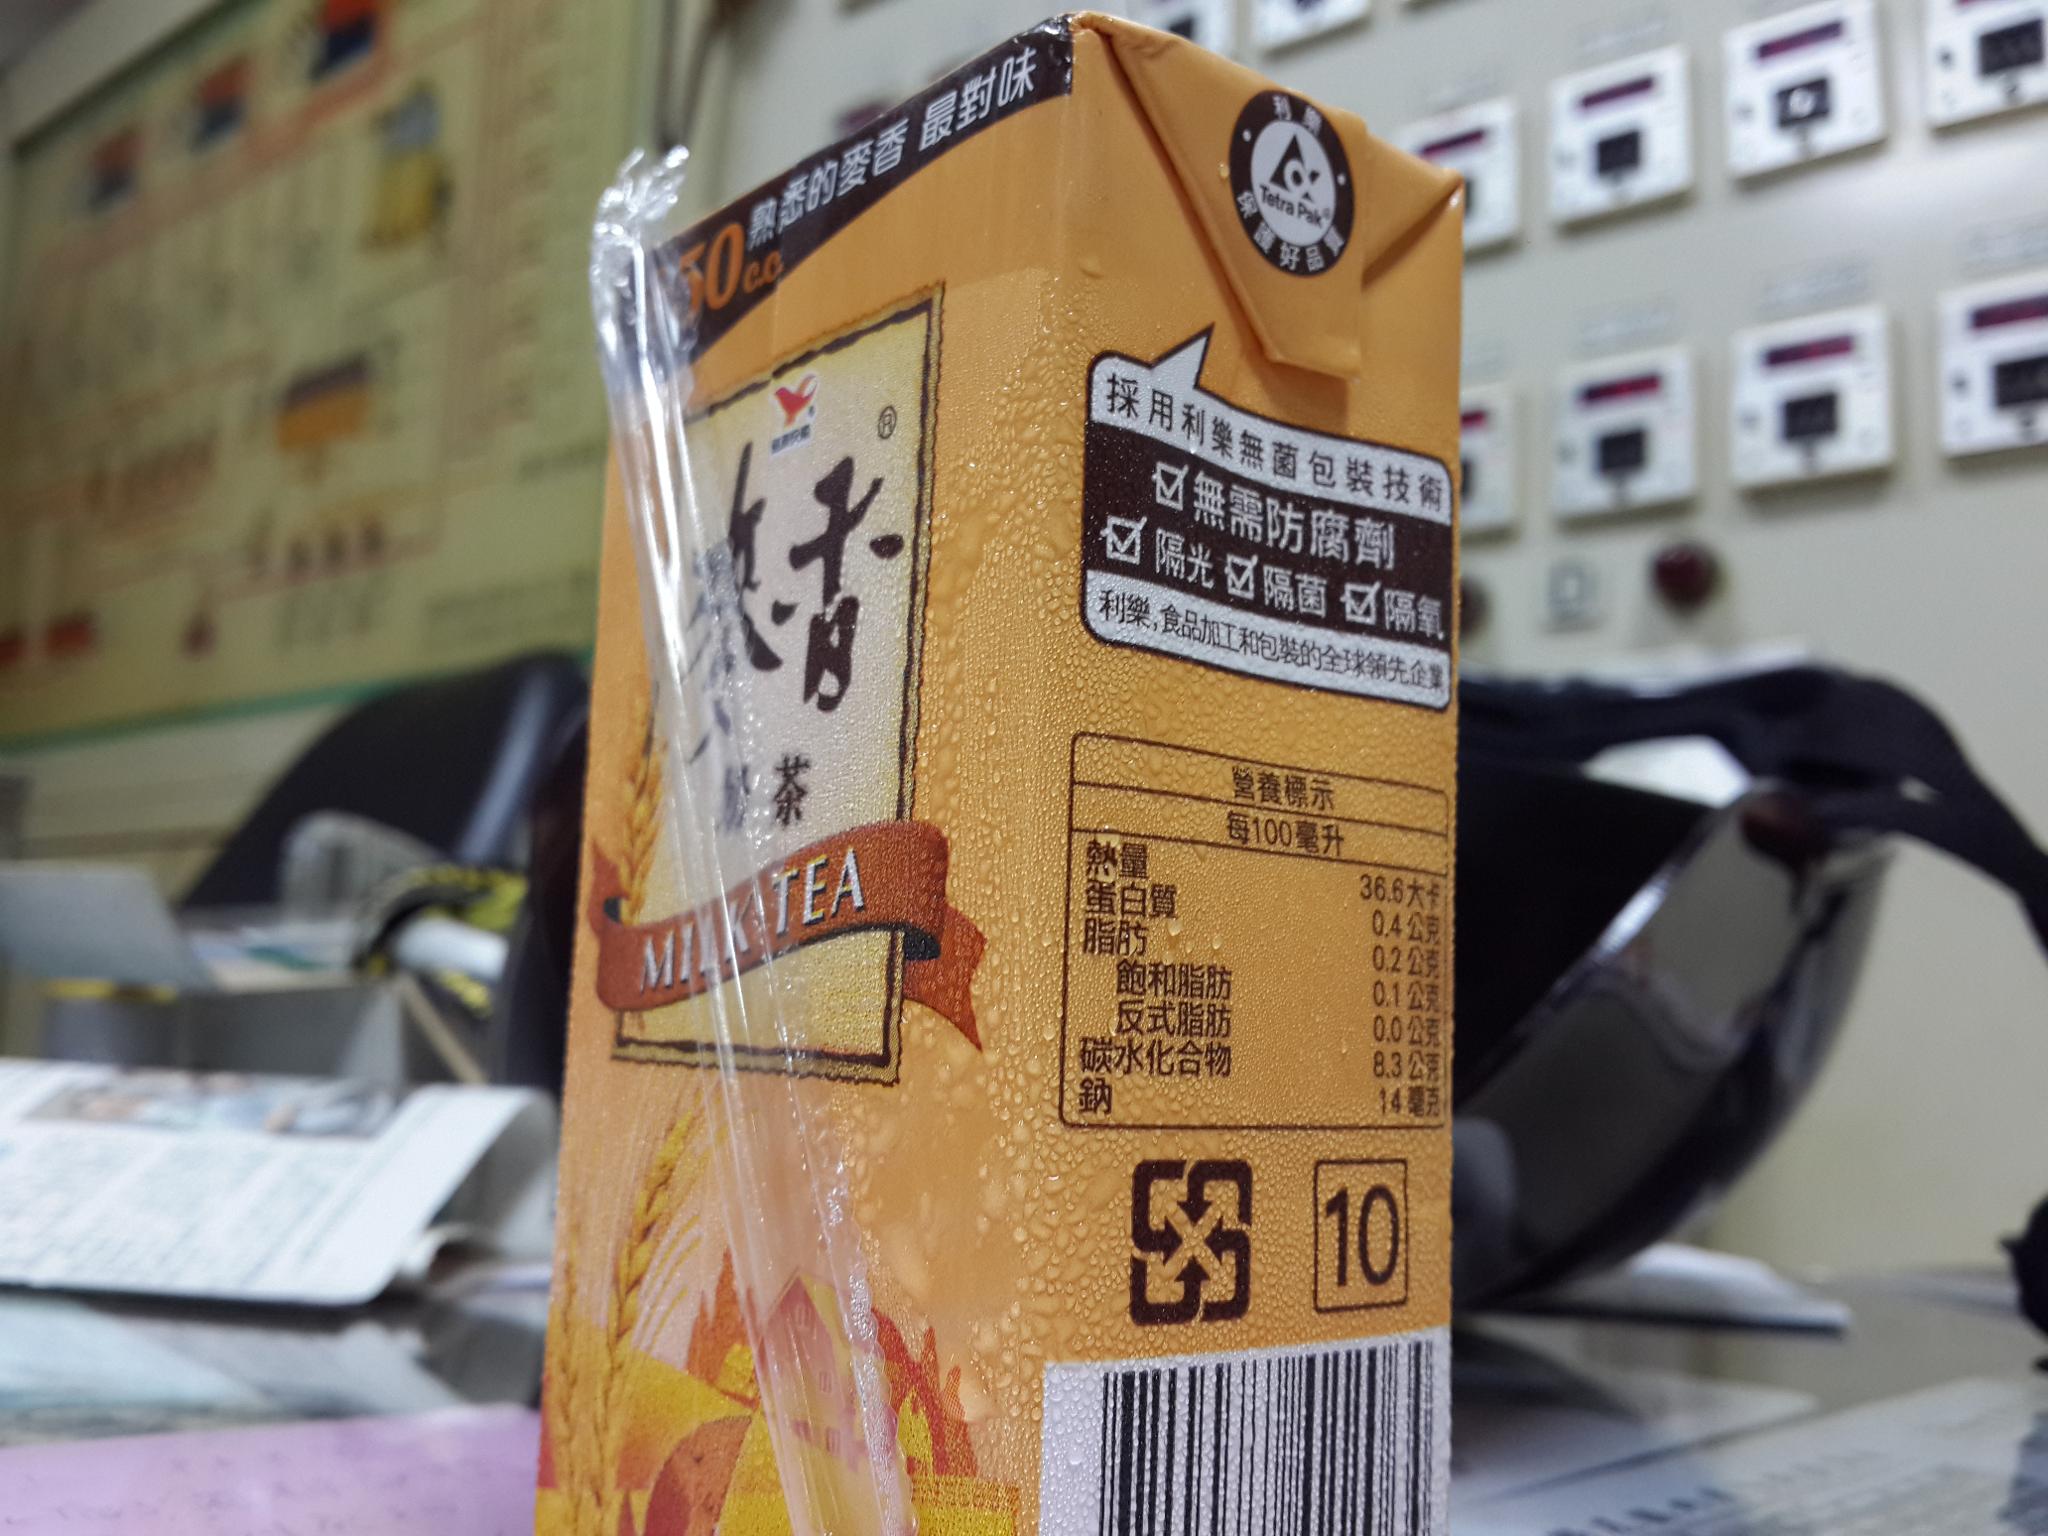 熟悉的麥香 最對味
50c.c.
®
香
茶
MILK TEA
利樂
Tetra Pak®
保護好品質
採用利樂無菌包裝技術
無需防腐劑
隔光 隔菌 隔氧
利樂,食品加工和包裝的全球領先企業
營養標示
每100毫升
熱量 36.6大卡
蛋白質 0.4公克
脂肪 0.2公克
飽和脂肪 0.1公克
反式脂肪 0.0公克
碳水化合物 8.3公克
鈉 14毫克
10